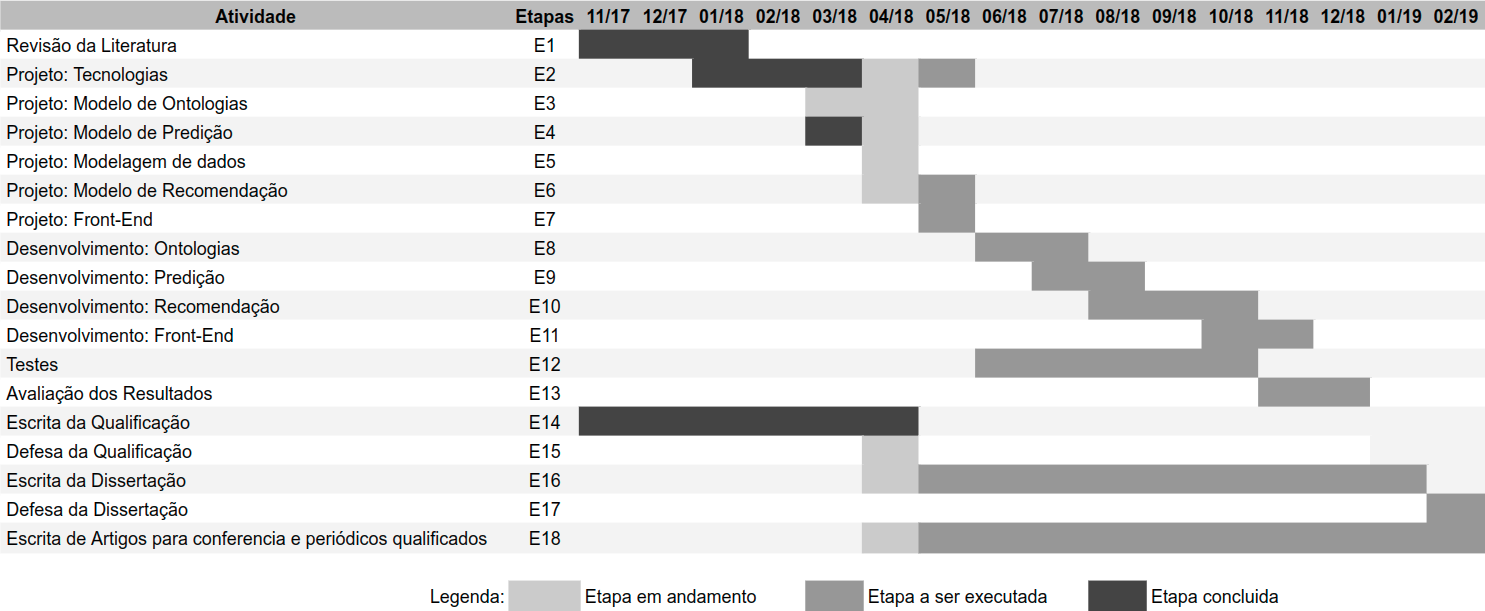 Atividade Etapas 11/17 12/17 01/18 02/18 03/18 04/18 05/18 06/18 07/18 08/18 09/18 10/18 11/18 12/18 01/19 02/19
Revisão da Literatura E1
Projeto: Tecnologias E2
Projeto: Modelo de Ontologias E3
Projeto: Modelo de Predição E4
Projeto: Modelagem de dados E5
Projeto: Modelo de Recomendação E6
Projeto: Front-End E7
Desenvolvimento: Ontologias E8
Desenvolvimento: Predição E9
Desenvolvimento: Recomendação E10
Desenvolvimento: Front-End E11
Testes E12
Avaliação dos Resultados E13
Escrita da Qualificação E14
Defesa da Qualificação E15
Escrita da Dissertação E16
Defesa da Dissertação E17
Escrita de Artigos para conferencia e periódicos qualificados E18
Legenda: Etapa em andamento Etapa a ser executada Etapa concluida